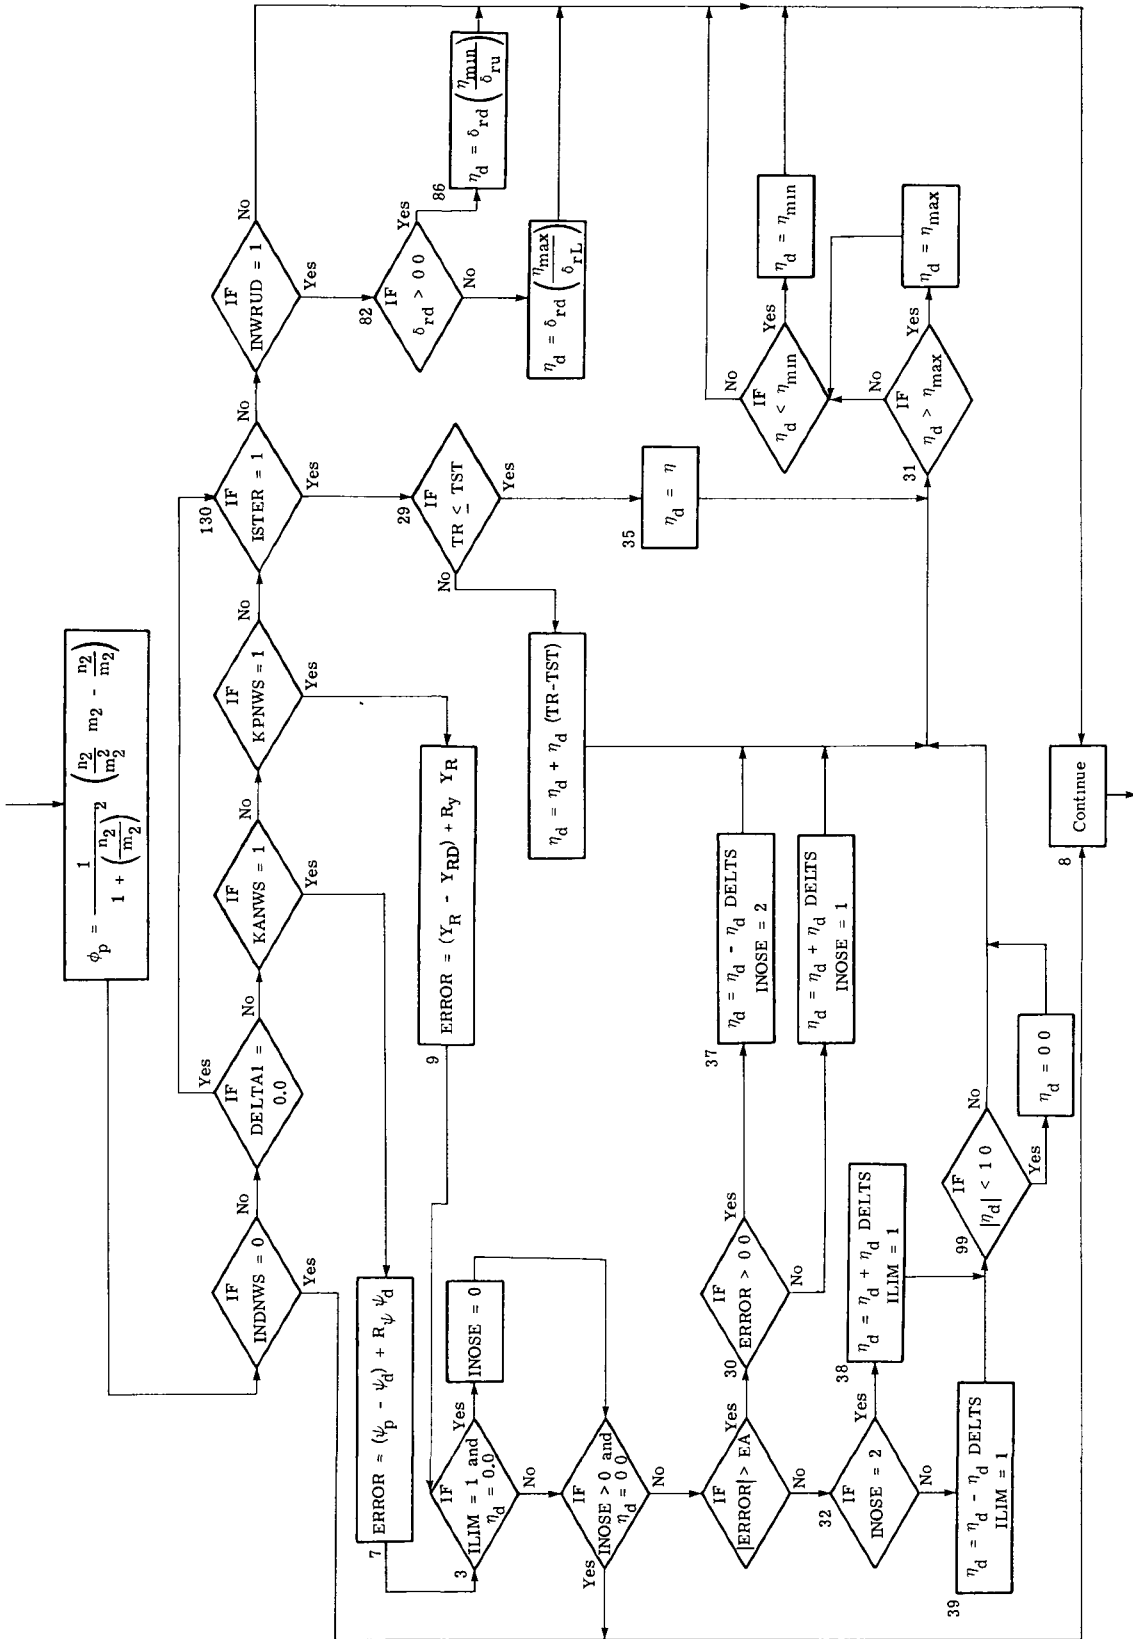 ϕp = 1 / (1 + (n2/m2)^2) (n2/m2^2 m2 - n2/m2)
IF
INDNWS = 0
No
Yes
IF
DELTA1 =
0.0
Yes
No
IF
KANWS = 1
No
Yes
IF
KPNWS = 1
No
Yes
130
IF
ISTER = 1
No
Yes
IF
INWRUD = 1
No
Yes
82
IF
δrd > 0 0
Yes
No
86
ηd = δrd (ηmin/δru)
ηd = δrd (ηmax/δrL)
29
IF
TR ≤ TST
No
Yes
35
ηd = η
ηd = ηd + ηd (TR-TST)
7
ERROR = (ψp - ψd) + Rψ ψd
9
ERROR = (YR - YRD) + Ry YR
3
IF
ILIM = 1 and
ηd = 0.0
Yes
No
INOSE = 0
IF
INOSE > 0 and
ηd = 0 0
Yes
No
IF
|ERROR| > EA
Yes
No
30
IF
ERROR > 0 0
Yes
No
37
ηd = ηd - ηd DELTS
INOSE = 2
ηd = ηd + ηd DELTS
INOSE = 1
32
IF
INOSE = 2
Yes
No
38
ηd = ηd + ηd DELTS
ILIM = 1
39
ηd = ηd - ηd DELTS
ILIM = 1
99
IF
|ηd| < 1 0
No
Yes
ηd = 0 0
31
IF
ηd > ηmax
No
Yes
ηd = ηmax
IF
ηd < ηmin
No
Yes
ηd = ηmin
8
Continue